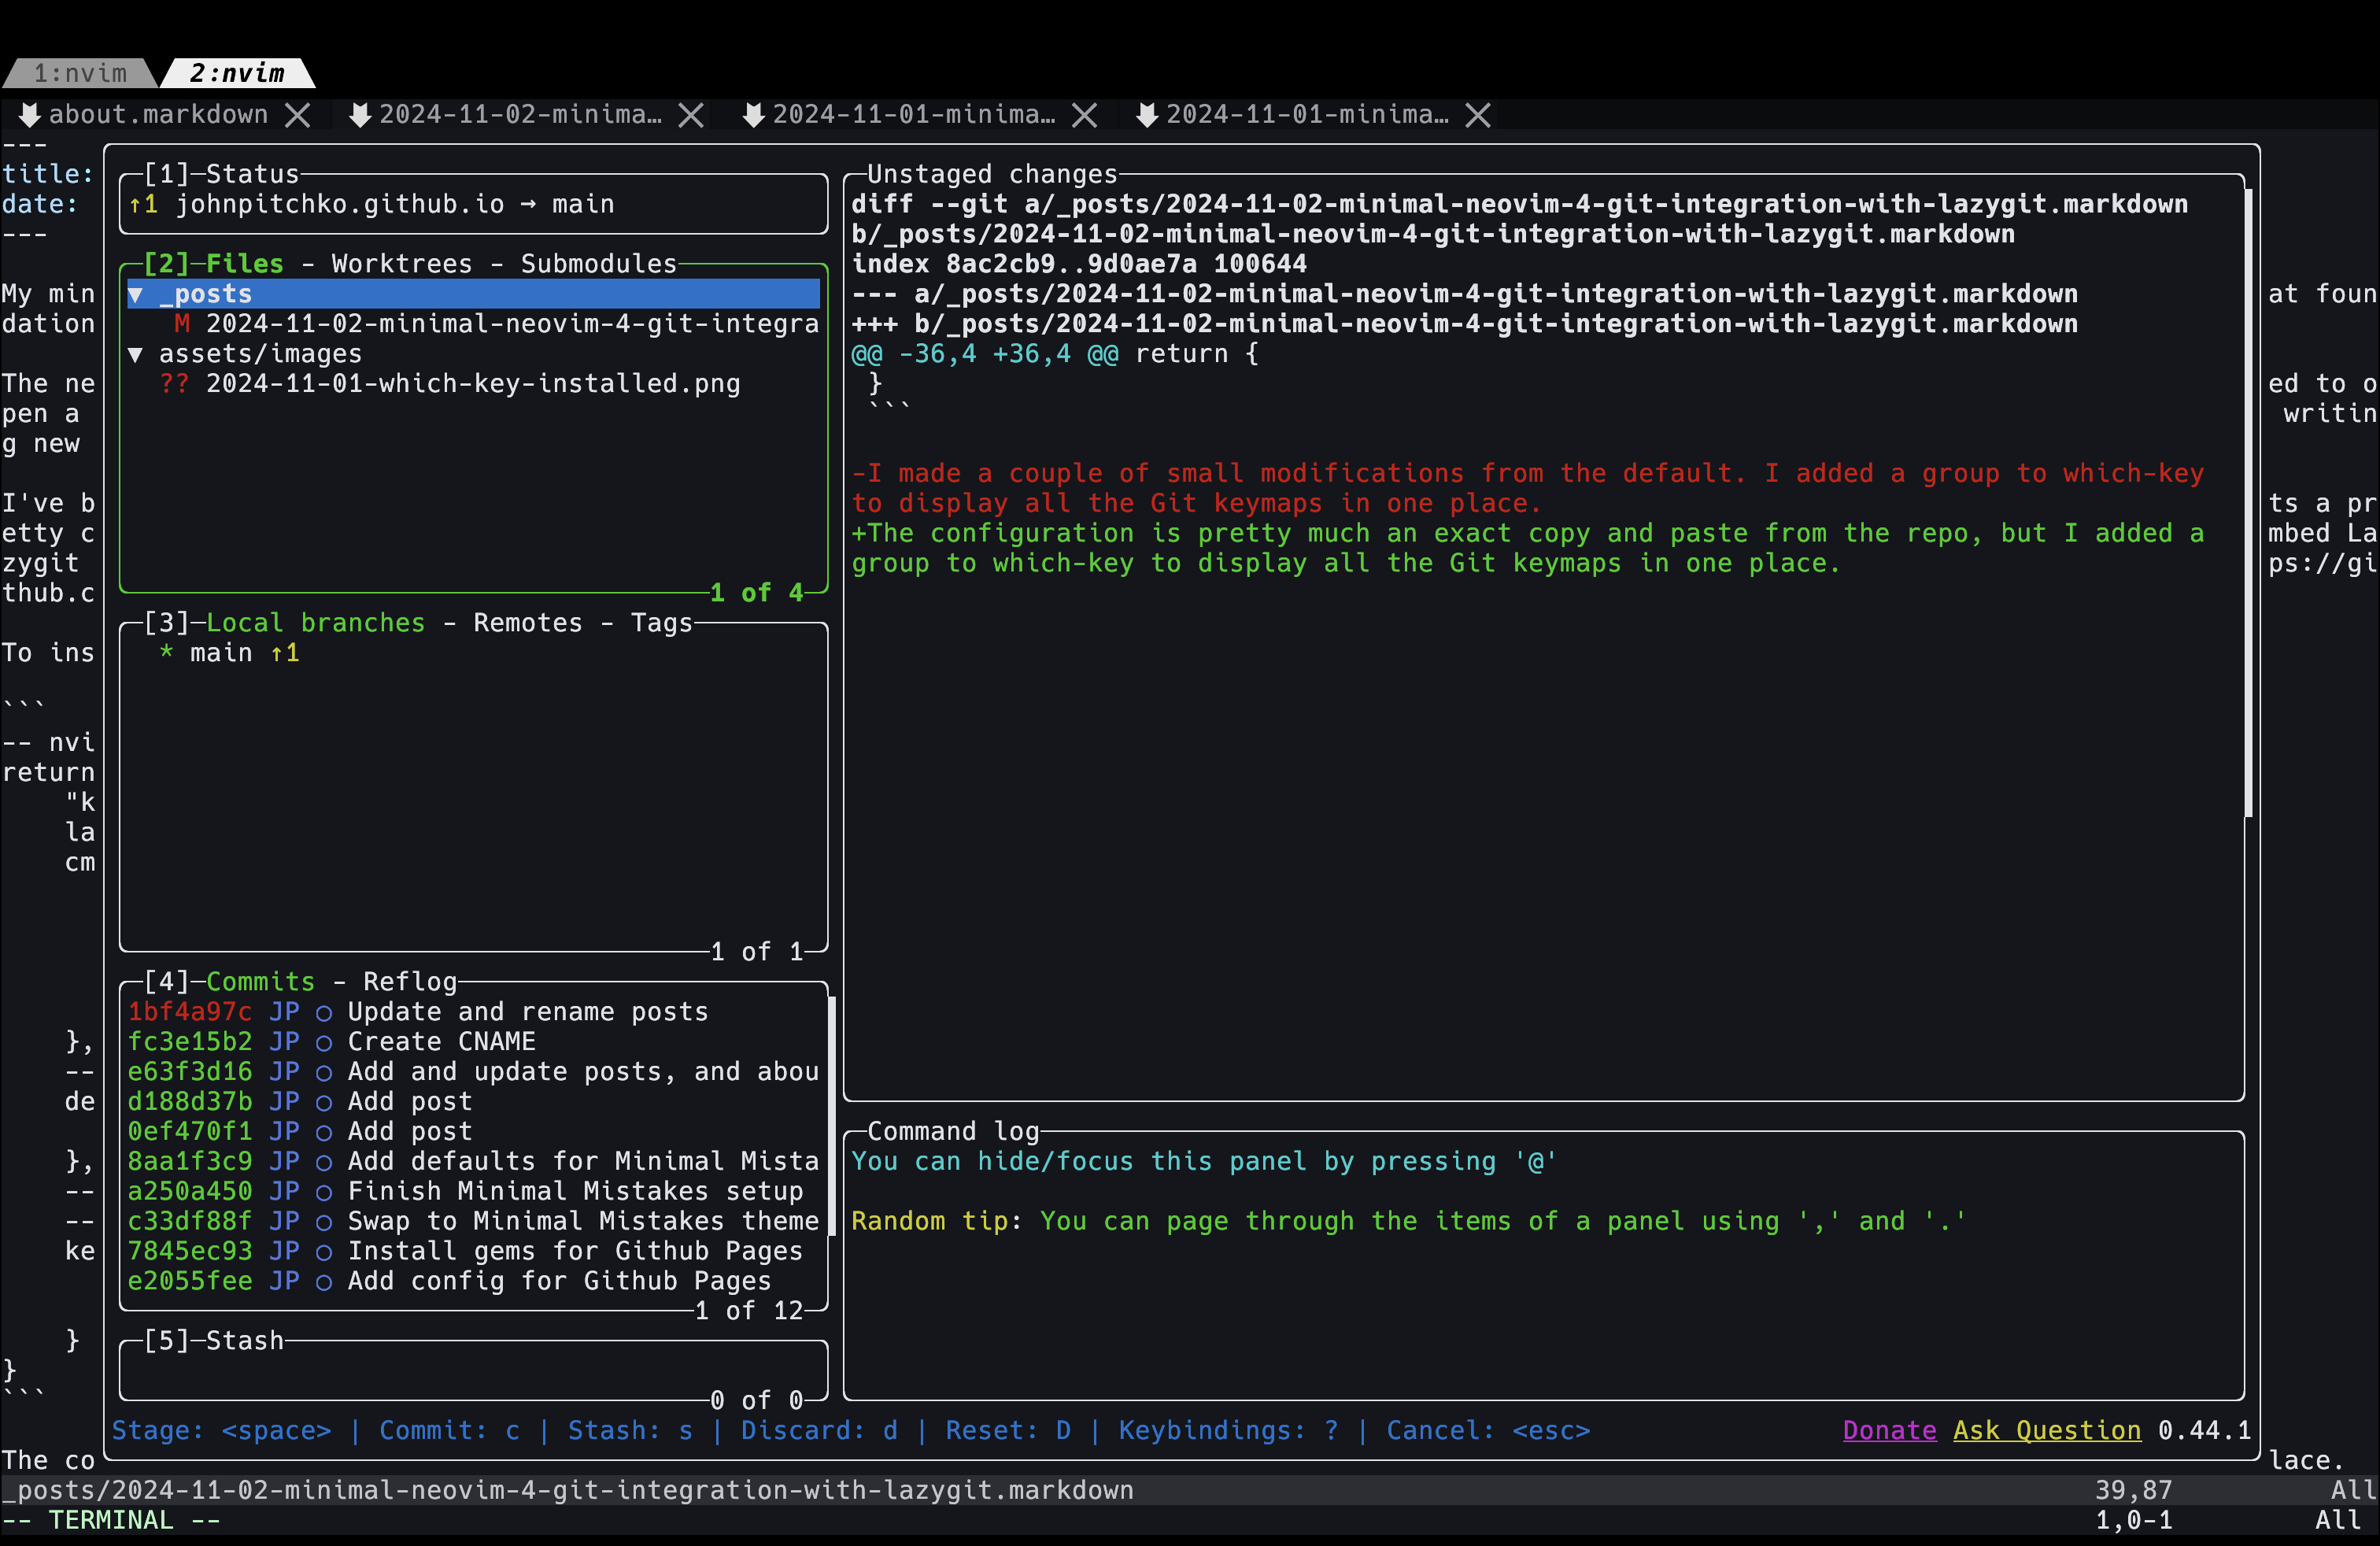 1:nvim 2:nvim
about.markdown 2024-11-02-minima… 2024-11-01-minima… 2024-11-01-minima…
---
title:
date:
---
My min
dation
The ne
pen a
g new
I've b
etty c
zygit
thub.c
To ins
```
-- nvi
return
"k
la
cm
},
--
de
},
--
--
ke
}
}
```
The co
[1]─Status
↑1 johnpitchko.github.io → main
[2]─Files - Worktrees - Submodules
▼ _posts
M 2024-11-02-minimal-neovim-4-git-integra
▼ assets/images
?? 2024-11-01-which-key-installed.png
1 of 4
[3]─Local branches - Remotes - Tags
* main ↑1
1 of 1
[4]─Commits - Reflog
1bf4a97c JP ○ Update and rename posts
fc3e15b2 JP ○ Create CNAME
e63f3d16 JP ○ Add and update posts, and abou
d188d37b JP ○ Add post
0ef470f1 JP ○ Add post
8aa1f3c9 JP ○ Add defaults for Minimal Mista
a250a450 JP ○ Finish Minimal Mistakes setup
c33df88f JP ○ Swap to Minimal Mistakes theme
7845ec93 JP ○ Install gems for Github Pages
e2055fee JP ○ Add config for Github Pages
1 of 12
[5]─Stash
0 of 0
Unstaged changes
diff --git a/_posts/2024-11-02-minimal-neovim-4-git-integration-with-lazygit.markdown
b/_posts/2024-11-02-minimal-neovim-4-git-integration-with-lazygit.markdown
index 8ac2cb9..9d0ae7a 100644
--- a/_posts/2024-11-02-minimal-neovim-4-git-integration-with-lazygit.markdown
+++ b/_posts/2024-11-02-minimal-neovim-4-git-integration-with-lazygit.markdown
@@ -36,4 +36,4 @@ return {
}
```
-I made a couple of small modifications from the default. I added a group to which-key
to display all the Git keymaps in one place.
+The configuration is pretty much an exact copy and paste from the repo, but I added a
group to which-key to display all the Git keymaps in one place.
Command log
You can hide/focus this panel by pressing '@'
Random tip: You can page through the items of a panel using ',' and '.'
Stage: <space> | Commit: c | Stash: s | Discard: d | Reset: D | Keybindings: ? | Cancel: <esc>
Donate Ask Question 0.44.1
at foun
ed to o
writin
ts a pr
mbed La
ps://gi
lace.
_posts/2024-11-02-minimal-neovim-4-git-integration-with-lazygit.markdown 39,87 All
-- TERMINAL -- 1,0-1 All